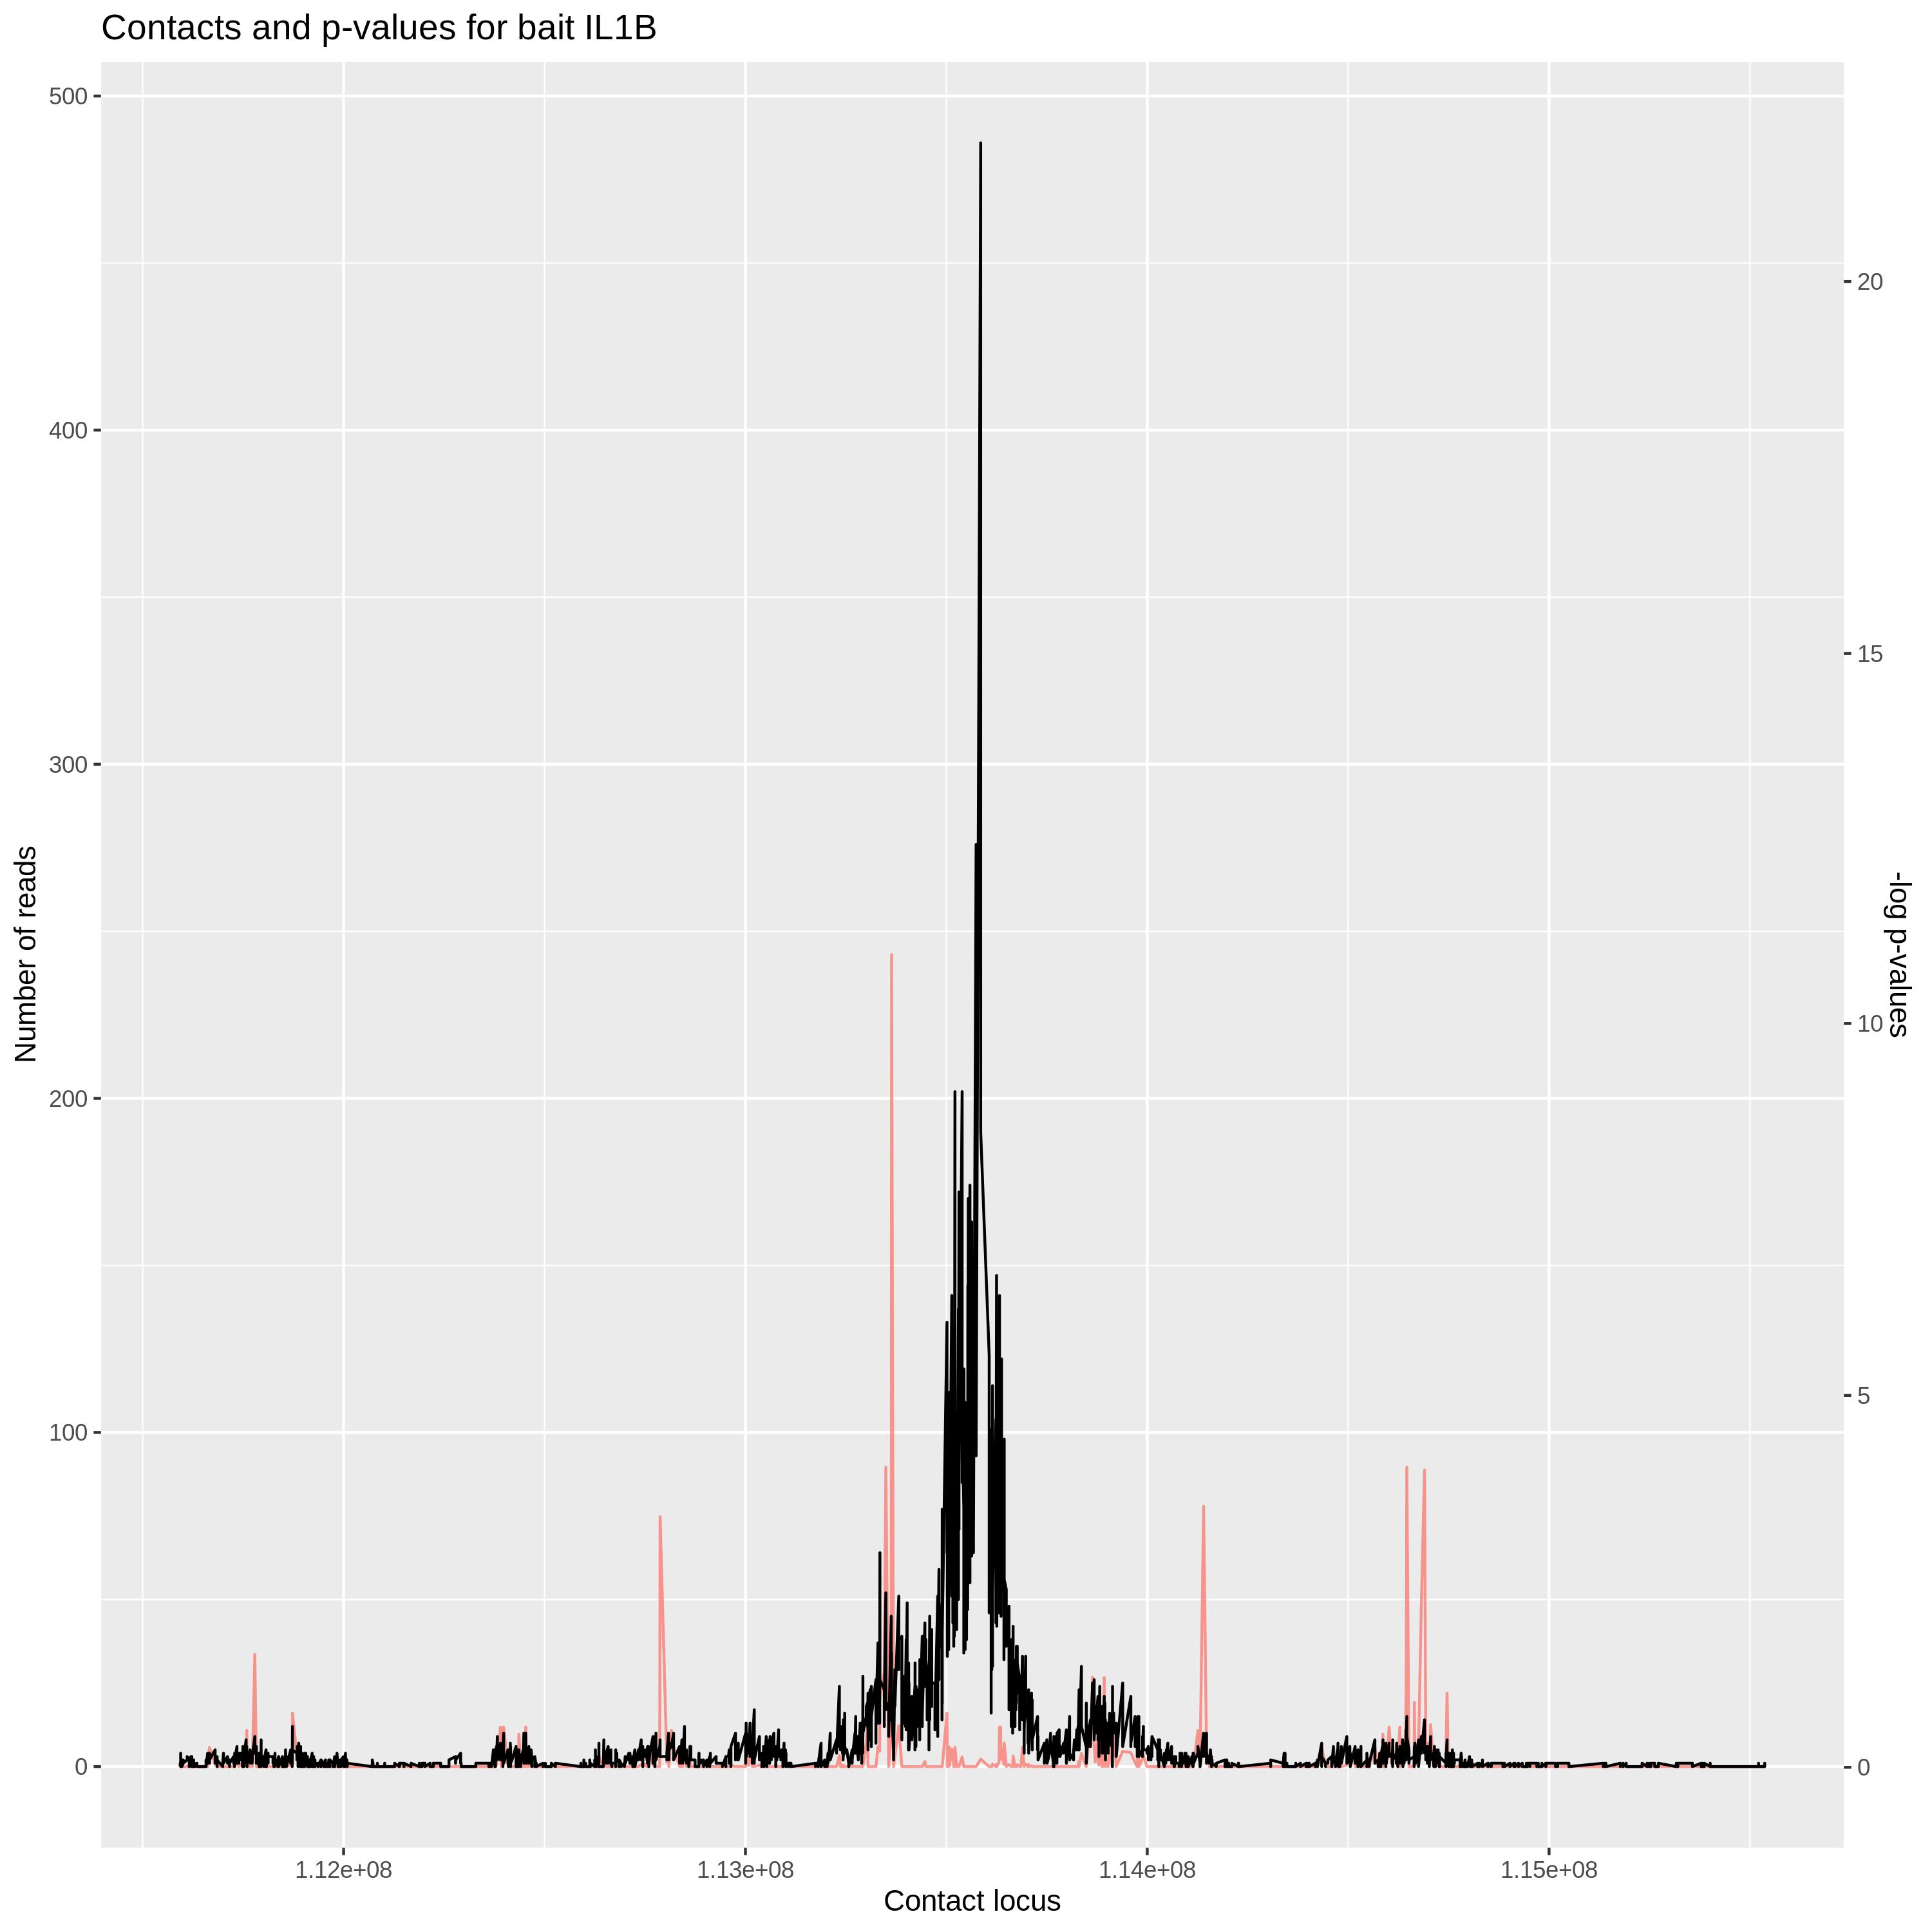 Contacts and p-values for bait IL1B
500
400
300
200
100
0
Number of reads
20
15
10
5
0
-log p-values
1.12e+08 1.13e+08 1.14e+08 1.15e+08
Contact locus